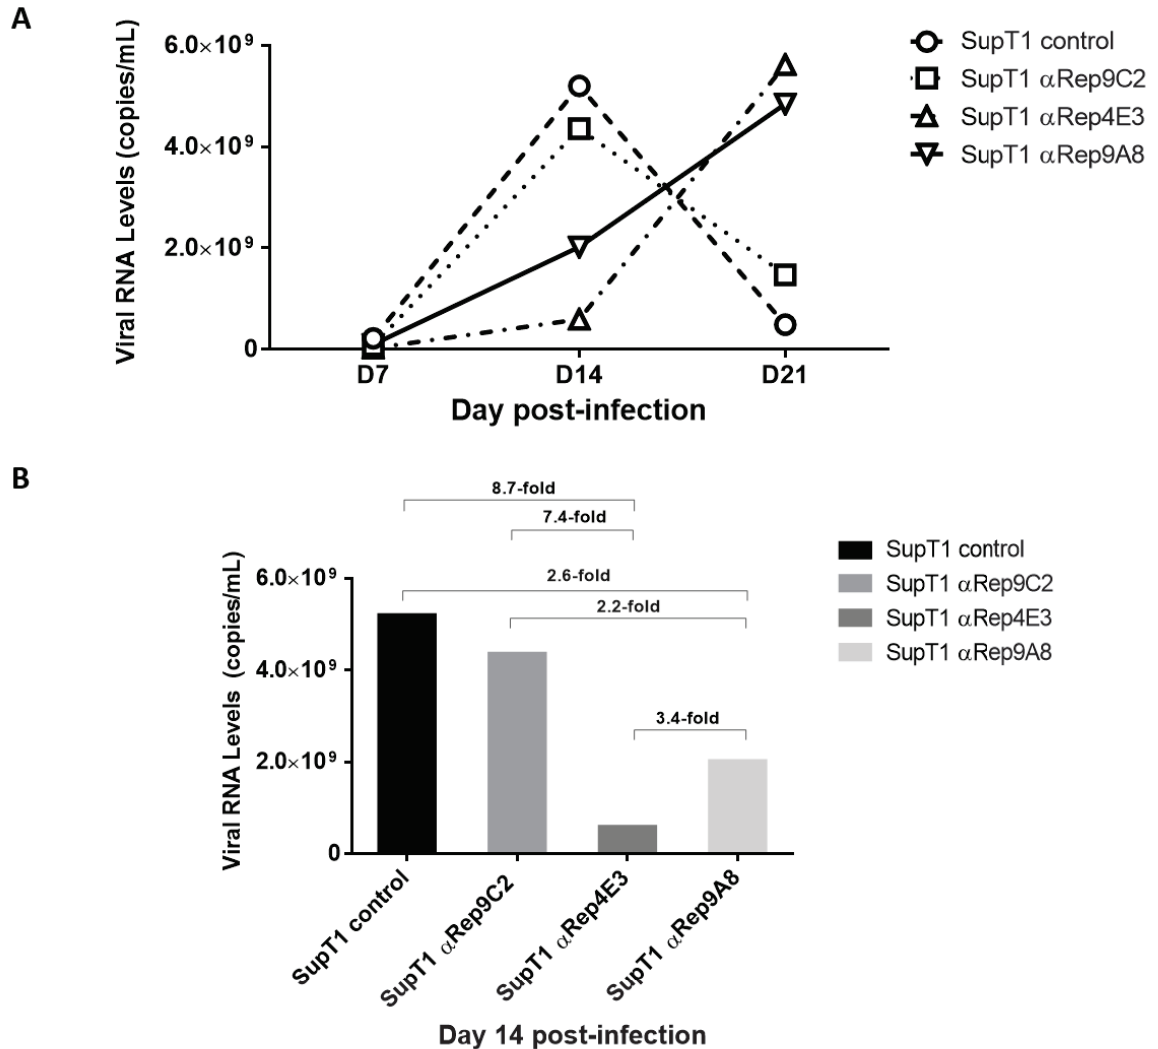 A
Viral RNA Levels (copies/mL)
6.0×10⁹
4.0×10⁹
2.0×10⁹
0
D7 D14 D21
Day post-infection
SupT1 control
SupT1 αRep9C2
SupT1 αRep4E3
SupT1 αRep9A8
B
8.7-fold
7.4-fold
2.6-fold
2.2-fold
3.4-fold
Viral RNA Levels (copies/mL)
6.0×10⁹
4.0×10⁹
2.0×10⁹
0
SupT1 control
SupT1 αRep9C2
SupT1 αRep4E3
SupT1 αRep9A8
Day 14 post-infection
SupT1 control
SupT1 αRep9C2
SupT1 αRep4E3
SupT1 αRep9A8